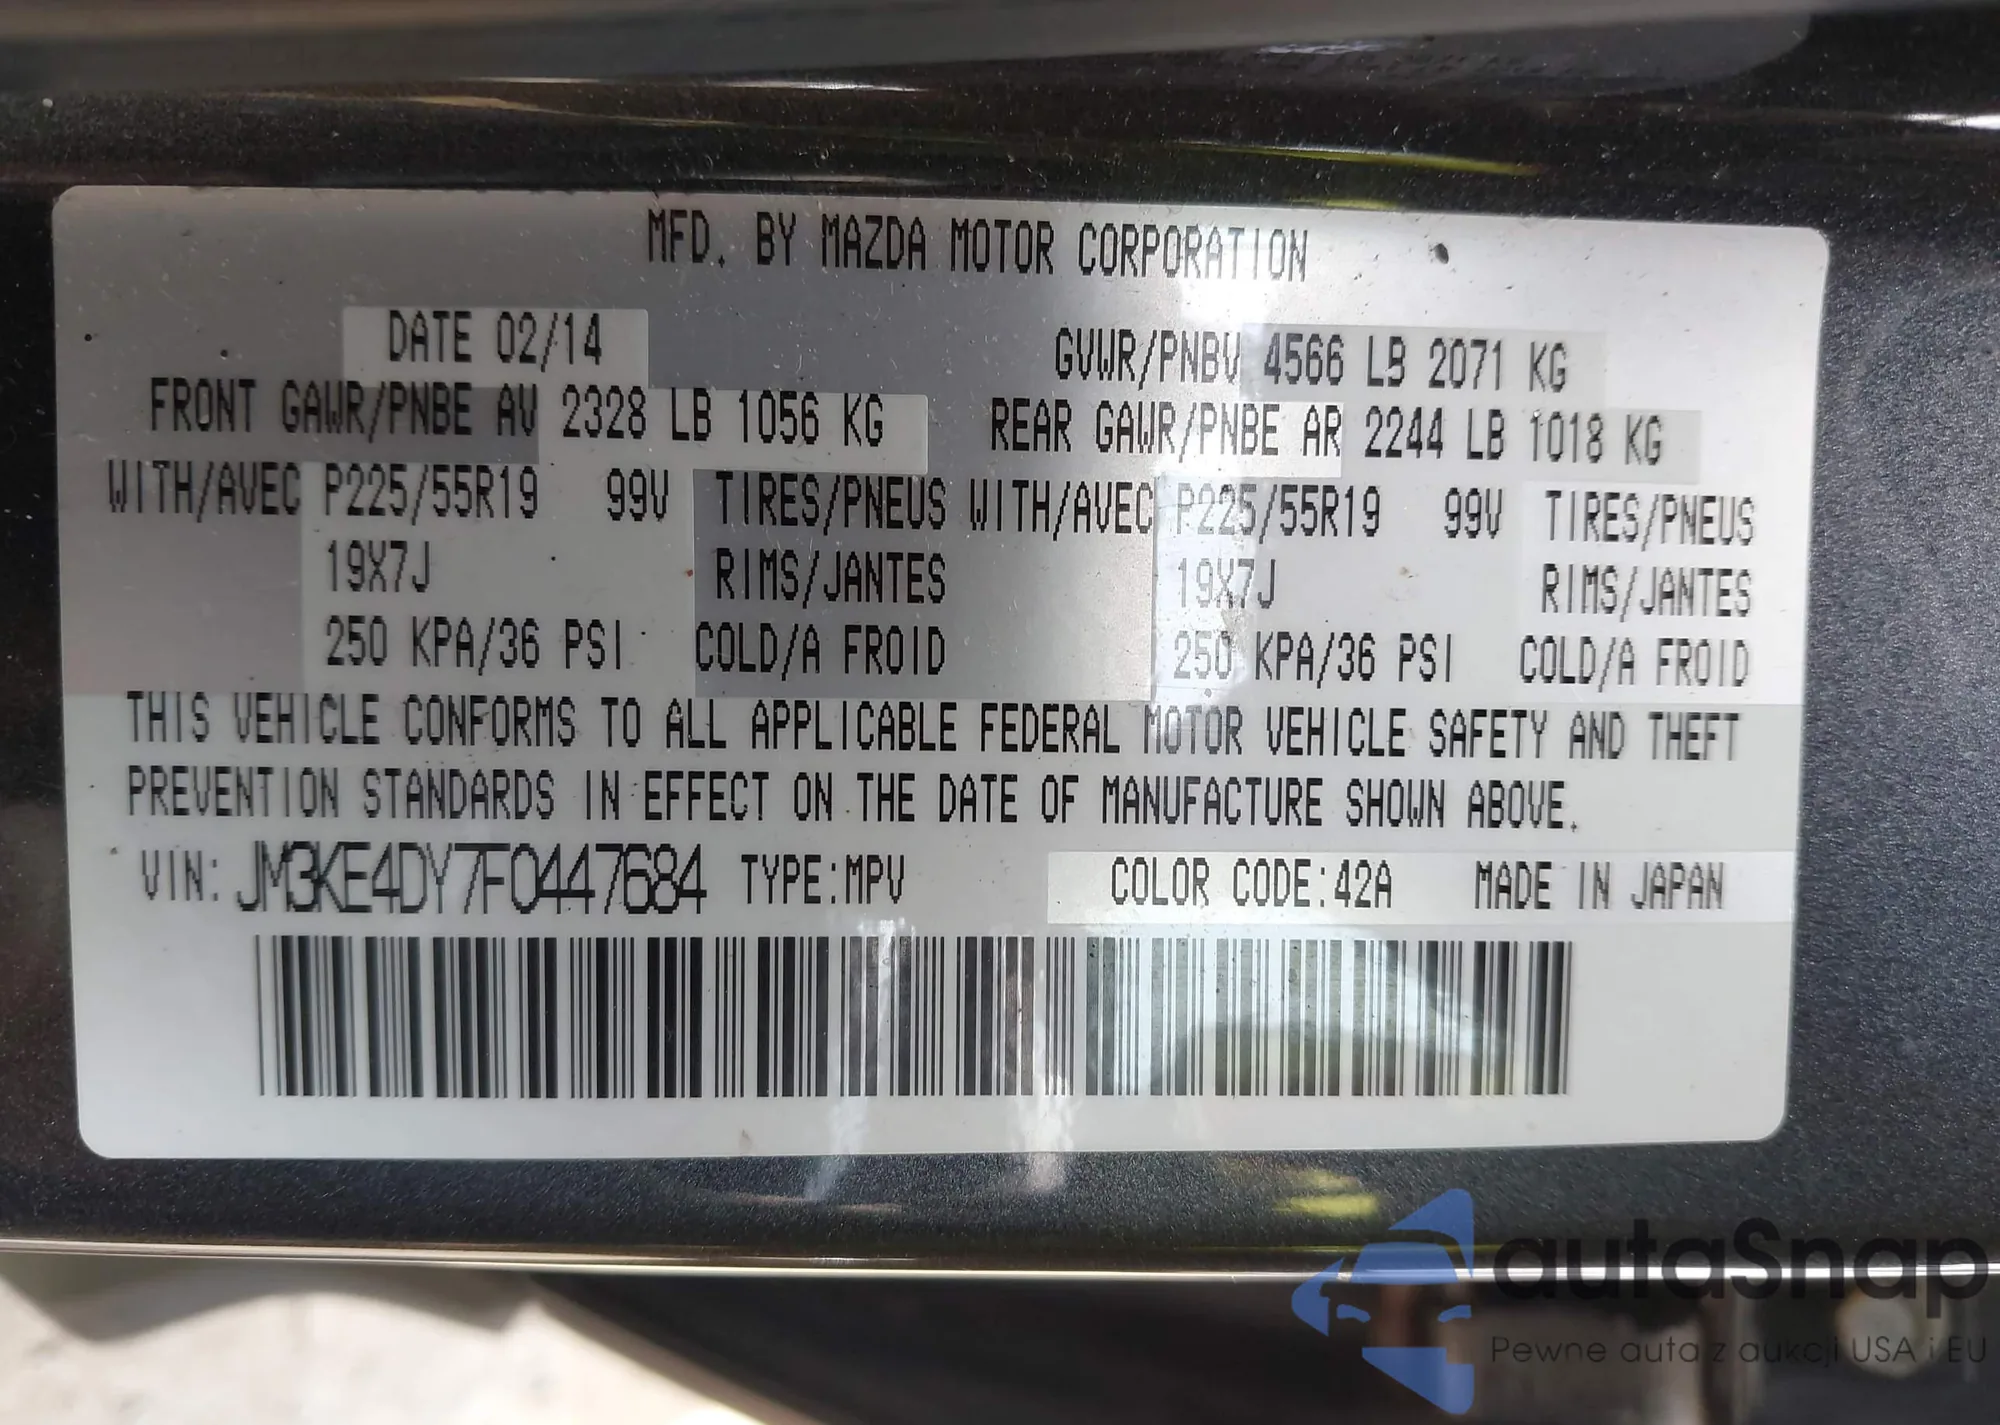 MFD. BY MAZDA MOTOR CORPORATION
DATE 02/14 GVWR/PNBV 4566 LB 2071 KG
FRONT GAWR/PNBE AV 2328 LB 1056 KG REAR GAWR/PNBE AR 2244 LB 1018 KG
WITH/AVEC P225/55R19 99V TIRES/PNEUS WITH/AVEC P225/55R19 99V TIRES/PNEUS
19X7J RIMS/JANTES 19X7J RIMS/JANTES
250 KPA/36 PSI COLD/A FROID 250 KPA/36 PSI COLD/A FROID
THIS VEHICLE CONFORMS TO ALL APPLICABLE FEDERAL MOTOR VEHICLE SAFETY AND THEFT
PREVENTION STANDARDS IN EFFECT ON THE DATE OF MANUFACTURE SHOWN ABOVE.
VIN: JM3KE4DY7F0447684 TYPE:MPV COLOR CODE:42A MADE IN JAPAN
autaSnap
Pewne auta z aukcji USA i EU